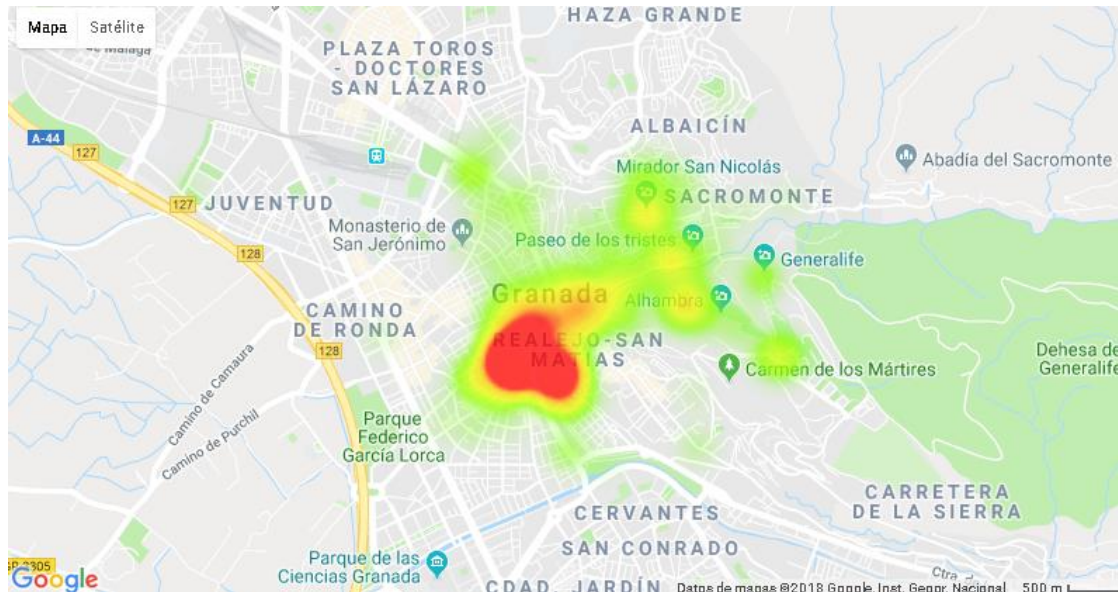 Mapa Satélite
de Málaga
HAZA GRANDE
PLAZA TOROS
- DOCTORES
SAN LÁZARO
ALBAICÍN
A-44
127
Mirador San Nicolás
Abadía del Sacromonte
SACROMONTE
127
JUVENTUD
Monasterio de
San Jerónimo
Paseo de los tristes
128
Generalife
Granada
Alhambra
CAMINO
DE RONDA
REALEJO-SAN
MATÍAS
128
Dehesa de
Generalife
Carmen de los Mártires
Camino de Camaura
Camino de Purchil
Parque
Federico
García Lorca
CARRETERA
DE LA SIERRA
CERVANTES
SAN CONRADO
Parque de las
Ciencias Granada
3305
Google
CDAD. JARDÍN
Datos de mapas ©2018 Google, Inst. Geogr. Nacional
500 m
Ctra.